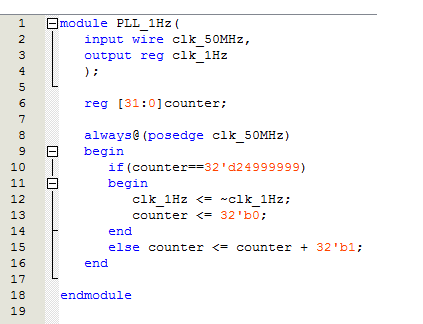 1 module PLL_1Hz(
2 input wire clk_50MHz,
3 output reg clk_1Hz
4 );
5
6 reg [31:0]counter;
7
8 always@(posedge clk_50MHz)
9 begin
10 if(counter==32'd24999999)
11 begin
12 clk_1Hz <= ~clk_1Hz;
13 counter <= 32'b0;
14 end
15 else counter <= counter + 32'b1;
16 end
17
18 endmodule
19